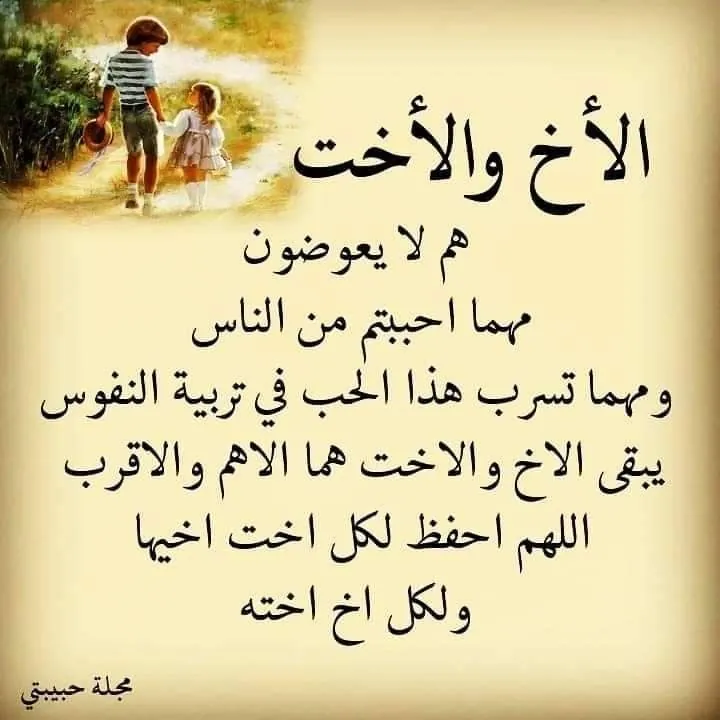 الأخ والأخت
هم لا يعوضون
مهما احببتم من الناس
ومهما تسرب هذا الحب في تربية النفوس
يبقى الاخ والاخت هما الاهم والاقرب
اللهم احفظ لكل اخت اخيها
ولكل اخ اخته
مجلة حبيبتي